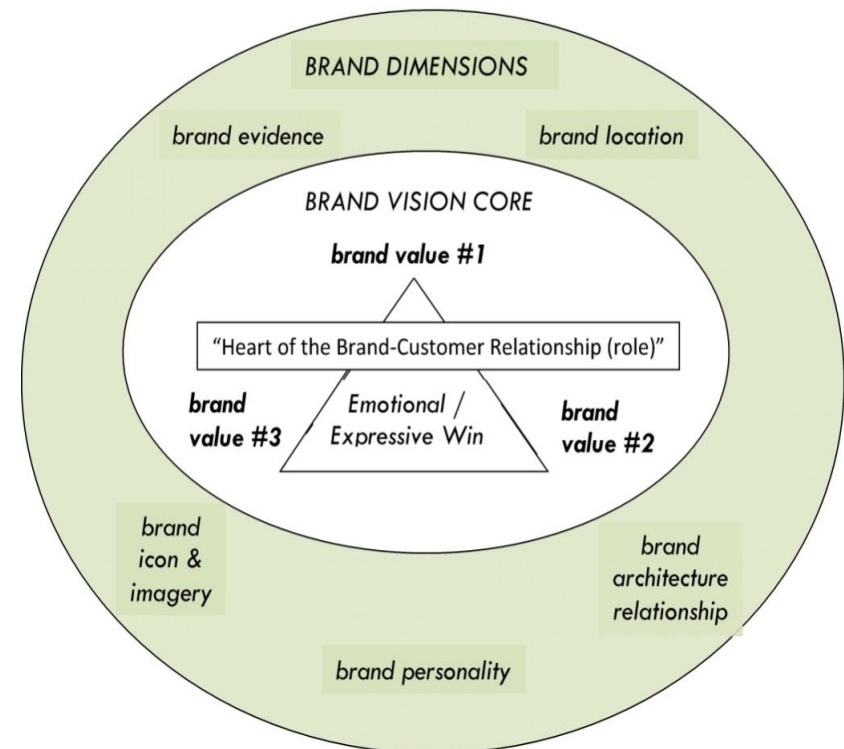 BRAND DIMENSIONS
brand evidence
brand location
BRAND VISION CORE
brand value #1
“Heart of the Brand-Customer Relationship (role)”
brand
value #3
Emotional /
Expressive Win
brand
value #2
brand
icon &
imagery
brand
architecture
relationship
brand personality